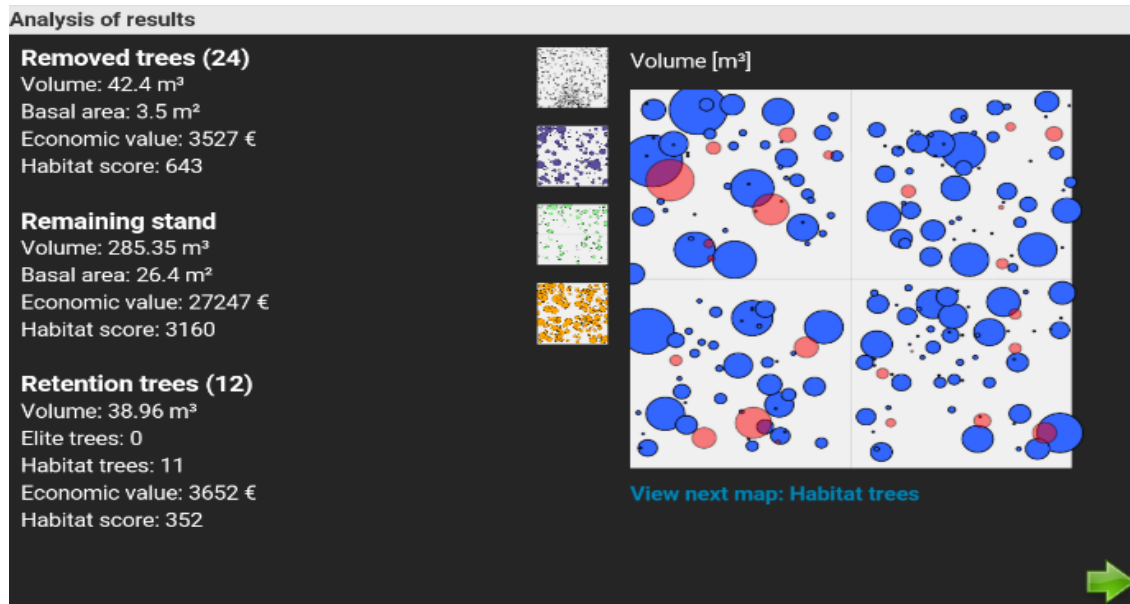 Analysis of results
Removed trees (24)
Volume: 42.4 m³
Basal area: 3.5 m²
Economic value: 3527 €
Habitat score: 643
Remaining stand
Volume: 285.35 m³
Basal area: 26.4 m²
Economic value: 27247 €
Habitat score: 3160
Retention trees (12)
Volume: 38.96 m³
Elite trees: 0
Habitat trees: 11
Economic value: 3652 €
Habitat score: 352
Volume [m³]
View next map: Habitat trees